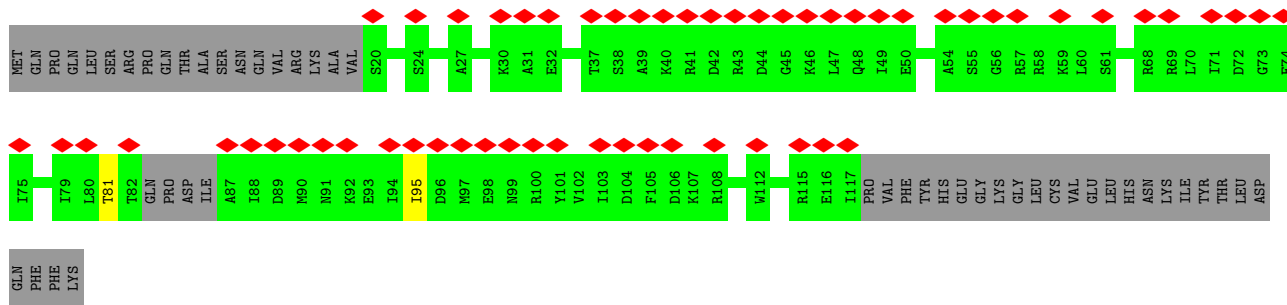 MET GLN PRO GLN LEU SER ARG PRO GLN THR ALA SER ASN GLN VAL ARG LYS ALA VAL S20 S24 A27 K30 A31 E32 T37 S38 A39 K40 R41 D42 R43 D44 G45 K46 L47 Q48 I49 E50 A54 S55 G56 R57 R58 K59 L60 S61 R68 R69 L70 I71 D72 G73 E74
I75 I79 L80 T81 T82 GLN PRO ASP ILE A87 I88 D89 M90 N91 K92 E93 I94 I95 D96 M97 E98 N99 R100 Y101 V102 I103 D104 F105 D106 K107 R108 W112 R115 E116 I117 PRO VAL PHE TYR HIS GLU GLY LYS GLY LEU CYS VAL GLU LEU HIS ASN LYS ILE TYR THR LEU ASP
GLN PHE PHE LYS